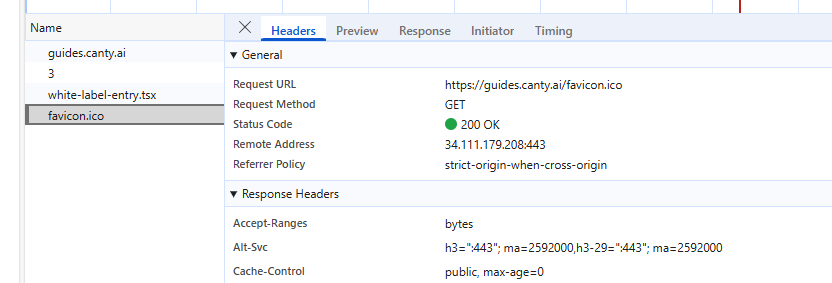 Name
guides.canty.ai
3
white-label-entry.tsx
favicon.ico
Headers Preview Response Initiator Timing
General
Request URL https://guides.canty.ai/favicon.ico
Request Method GET
Status Code 200 OK
Remote Address 34.111.179.208:443
Referrer Policy strict-origin-when-cross-origin
Response Headers
Accept-Ranges bytes
Alt-Svc h3=":443"; ma=2592000,h3-29=":443"; ma=2592000
Cache-Control public, max-age=0